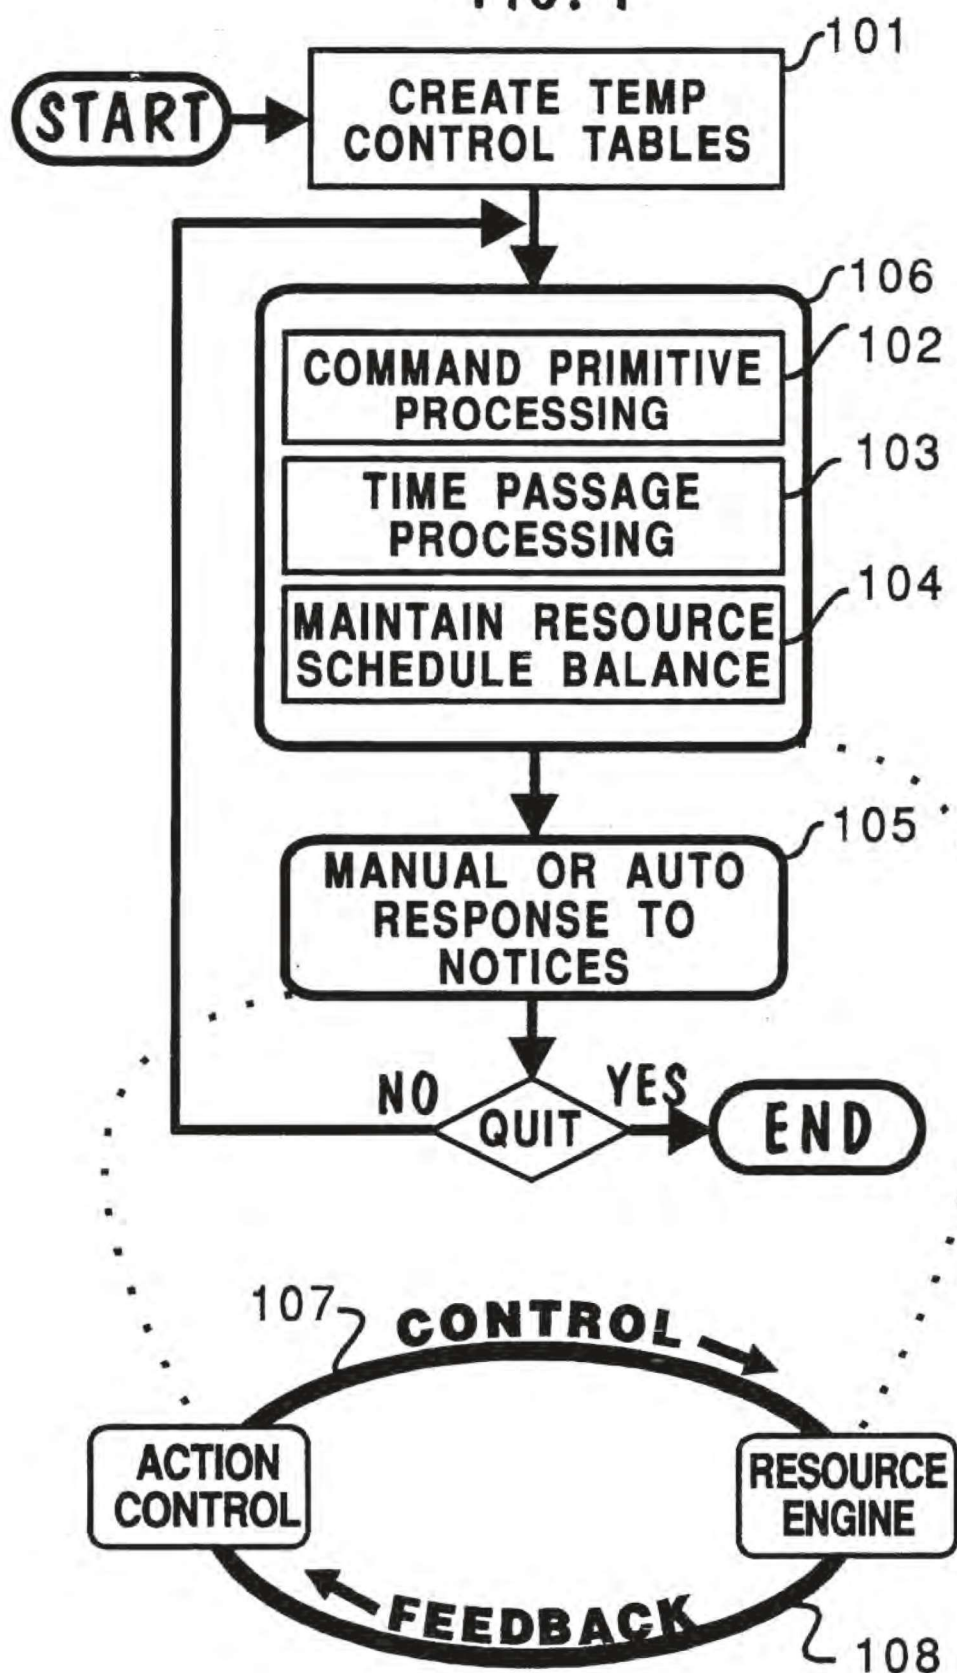 101
START
CREATE TEMP
CONTROL TABLES
106
102
COMMAND PRIMITIVE
PROCESSING
103
TIME PASSAGE
PROCESSING
104
MAINTAIN RESOURCE
SCHEDULE BALANCE
105
MANUAL OR AUTO
RESPONSE TO
NOTICES
NO
YES
QUIT
END
107
CONTROL
ACTION
CONTROL
RESOURCE
ENGINE
FEEDBACK
108